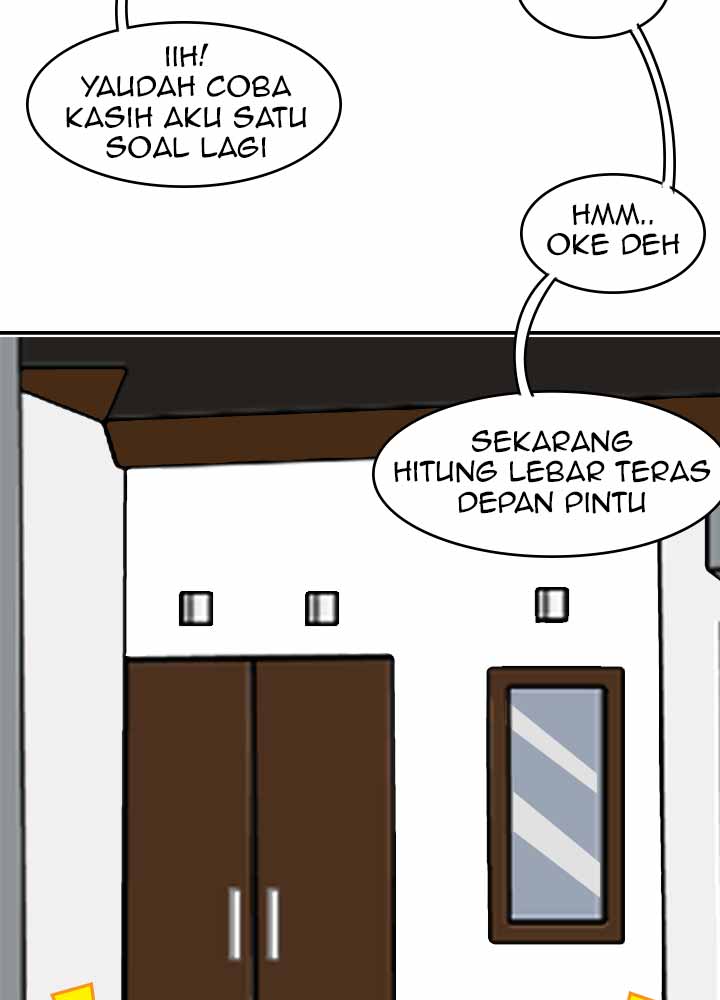 IIH!
YAUDAH COBA
KASIH AKU SATU
SOAL LAGI
HMM..
OKE DEH
SEKARANG
HITUNG LEBAR TERAS
DEPAN PINTU